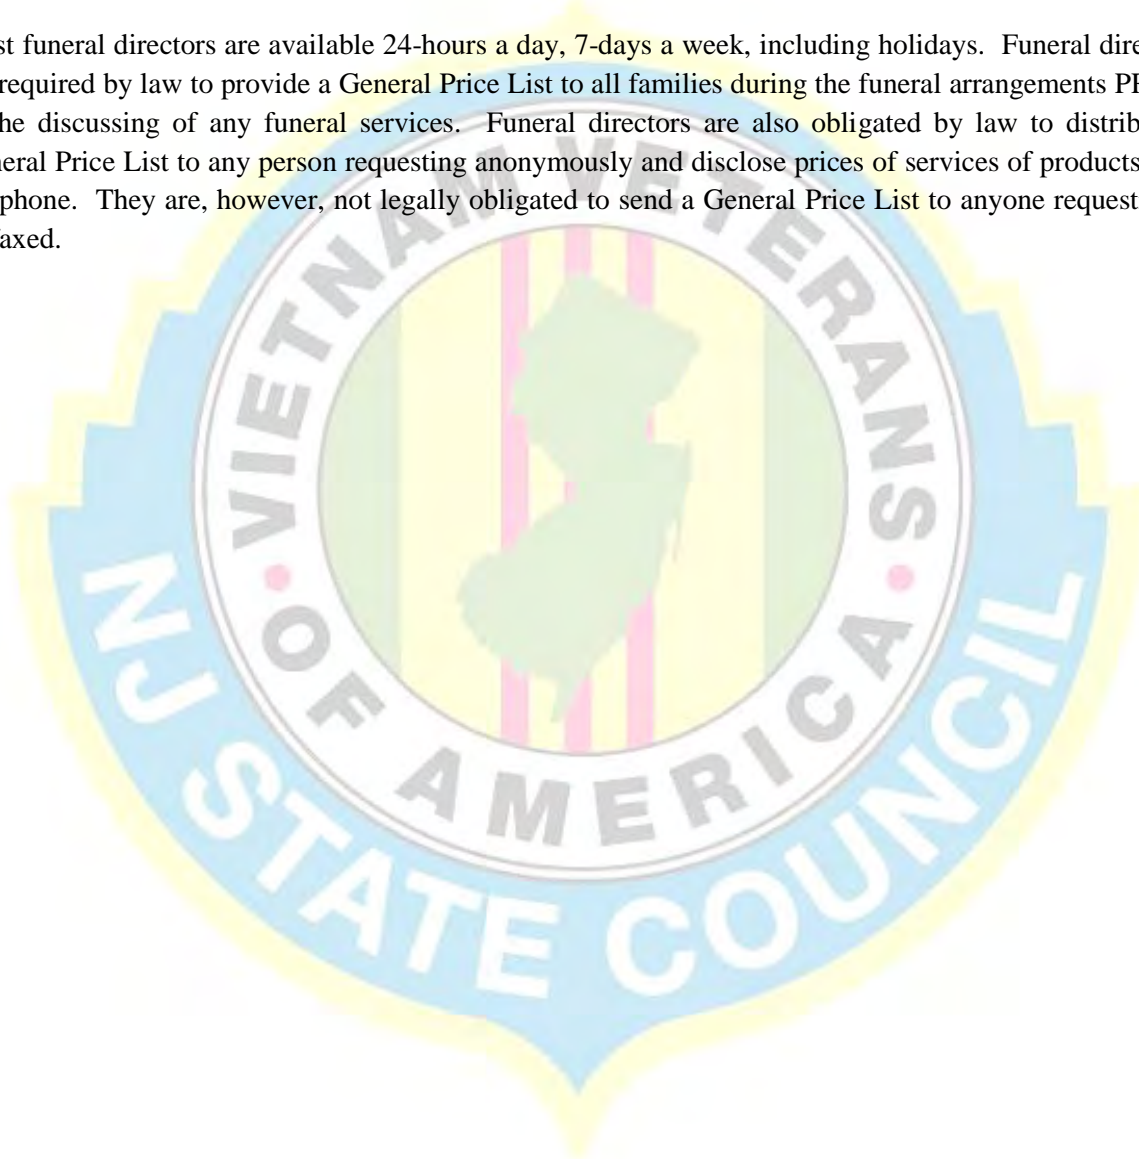 st funeral directors are available 24-hours a day, 7-days a week, including holidays. Funeral dire
required by law to provide a General Price List to all families during the funeral arrangements
he discussing of any funeral services. Funeral directors are also obligated by law to distrib
neral Price List to any person requesting anonymously and disclose prices of services of products
phone. They are, however, not legally obligated to send a General Price List to anyone request
axed.
VIETNAM VETERANS
• OF AMERICA •
NJ STATE COUNCIL